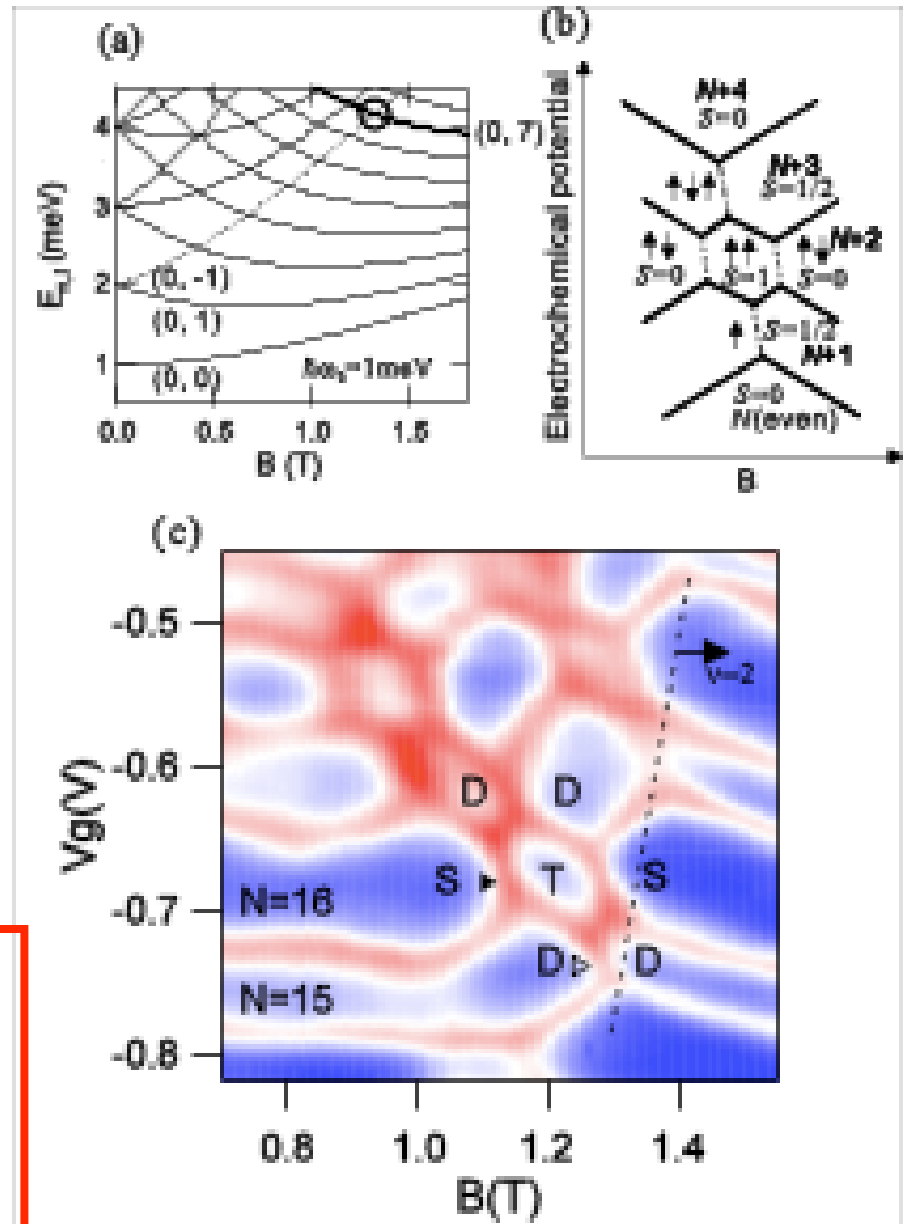 (a)
4
3
2
1
E_{n,l} (meV)
(0, 7)
(0, -1)
(0, 1)
(0, 0)
ℏω₀=1meV
0.0 0.5 1.0 1.5
B (T)
(b)
Electrochemical potential
N+4
S=0
N+3
↑↓↑ S=1/2
↑↓ ↑↑ ↑↓ N+2
S=0 S=1 S=0
↑ S=1/2
N+1
S=0
N(even)
B
(c)
-0.5
-0.6
-0.7
-0.8
Vg(V)
ν=2
D D
S T S
N=16
D D
N=15
0.8 1.0 1.2 1.4
B(T)